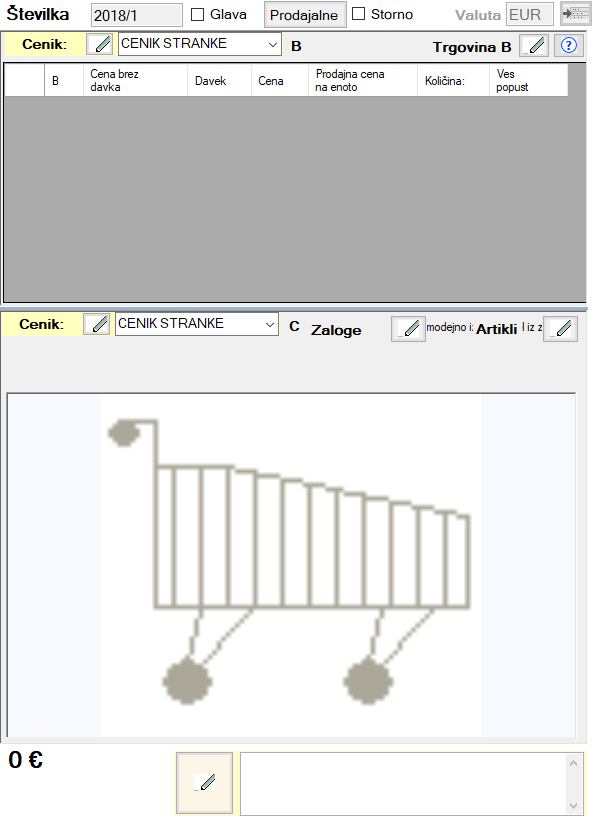 Številka 2018/1 Glava Prodajalne Storno Valuta EUR
Cenik: CENIK STRANKE B Trgovina B ?
B Cena brez davka Davek Cena Prodajna cena na enoto Količina: Ves popust
Cenik: CENIK STRANKE C Zaloge modejno i: Artikli l iz z
0 €